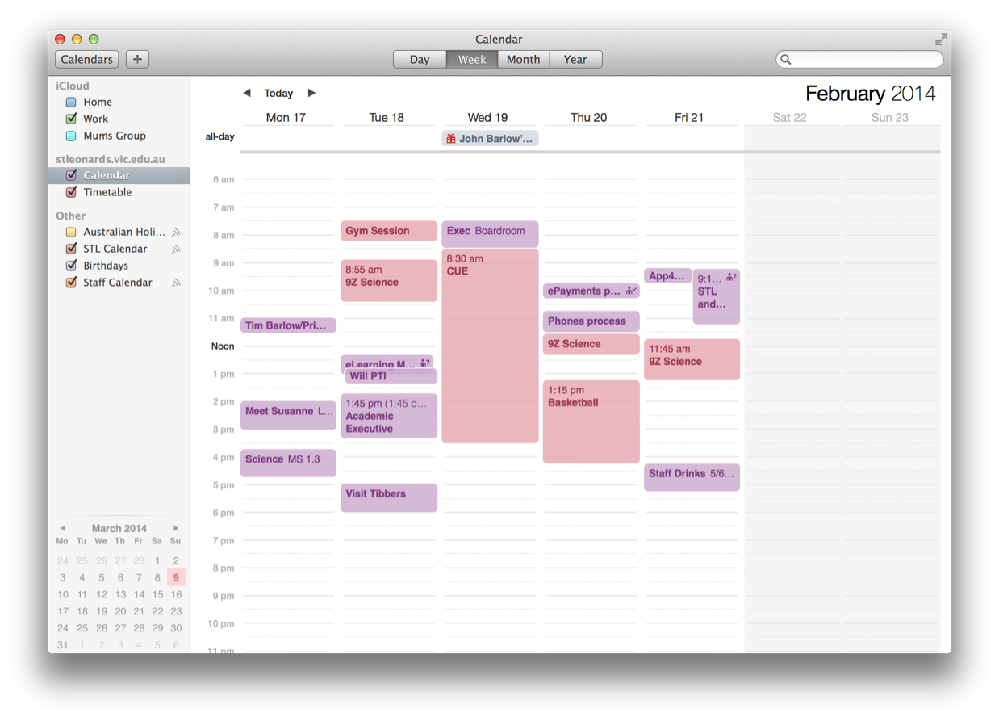 Calendar
Calendars
+
Day
Week
Month
Year
iCloud
Home
Work
Mums Group
stleonards.vic.edu.au
Calendar
Timetable
Other
Australian Holi...
STL Calendar
Birthdays
Staff Calendar
March 2014
Mo Tu We Th Fr Sa Su
24 25 26 27 28 1 2
3 4 5 6 7 8 9
10 11 12 13 14 15 16
17 18 19 20 21 22 23
24 25 26 27 28 29 30
31 1 2 3 4 5 6
Today
February 2014
Mon 17
Tue 18
Wed 19
Thu 20
Fri 21
Sat 22
Sun 23
all-day
John Barlow'...
6 am
7 am
8 am
9 am
10 am
11 am
Noon
1 pm
2 pm
3 pm
4 pm
5 pm
6 pm
7 pm
8 pm
9 pm
10 pm
11 pm
Tim Barlow/Pri...
Meet Susanne L...
Science MS 1.3
Gym Session
8:55 am
9Z Science
eLearning M... ?
Will PTI
1:45 pm (1:45 p...
Academic
Executive
Visit Tibbers
Exec Boardroom
8:30 am
CUE
ePayments p...
Phones process
9Z Science
1:15 pm
Basketball
App4...
9:1... ?
STL
and...
11:45 am
9Z Science
Staff Drinks 5/6...